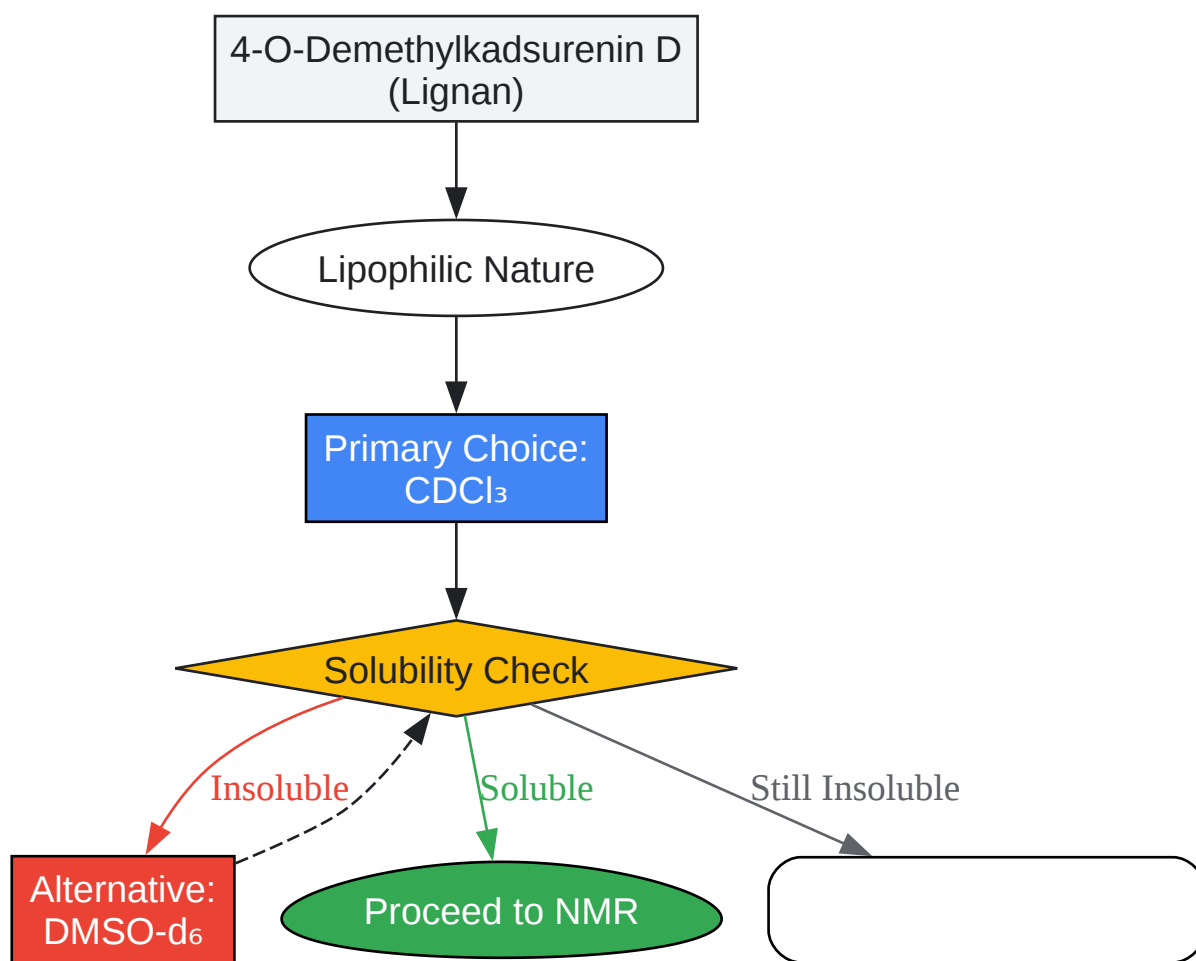 4-O-Demethylkadsurenin D
(Lignan)
Lipophilic Nature
Primary Choice:
CDCl₃
Solubility Check
Insoluble
Soluble
Still Insoluble
Alternative:
DMSO-d₆
Proceed to NMR